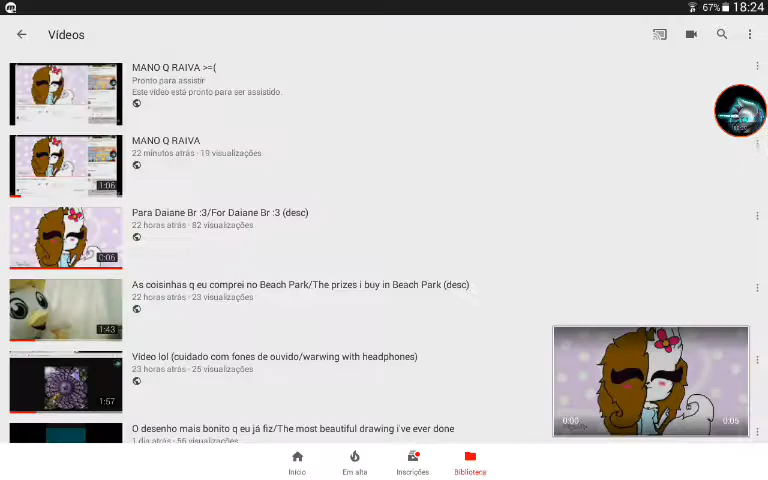 67% 18:24
Vídeos
MANO Q RAIVA >=(
Pronto para assistir
Este vídeo está pronto para ser assistido.
MANO Q RAIVA
22 minutos atrás · 19 visualizações
1:06
Para Daiane Br :3/For Daiane Br :3 (desc)
22 horas atrás · 82 visualizações
0:06
As coisinhas q eu comprei no Beach Park/The prizes i buy in Beach Park (desc)
22 horas atrás · 23 visualizações
1:43
Vídeo lol (cuidado com fones de ouvido/warwing with headphones)
23 horas atrás · 25 visualizações
1:57
0:00
0:05
O desenho mais bonito q eu já fiz/The most beautiful drawing i've ever done
1 dia atrás · 56 visualizações
Início
Em alta
Inscrições
Biblioteca